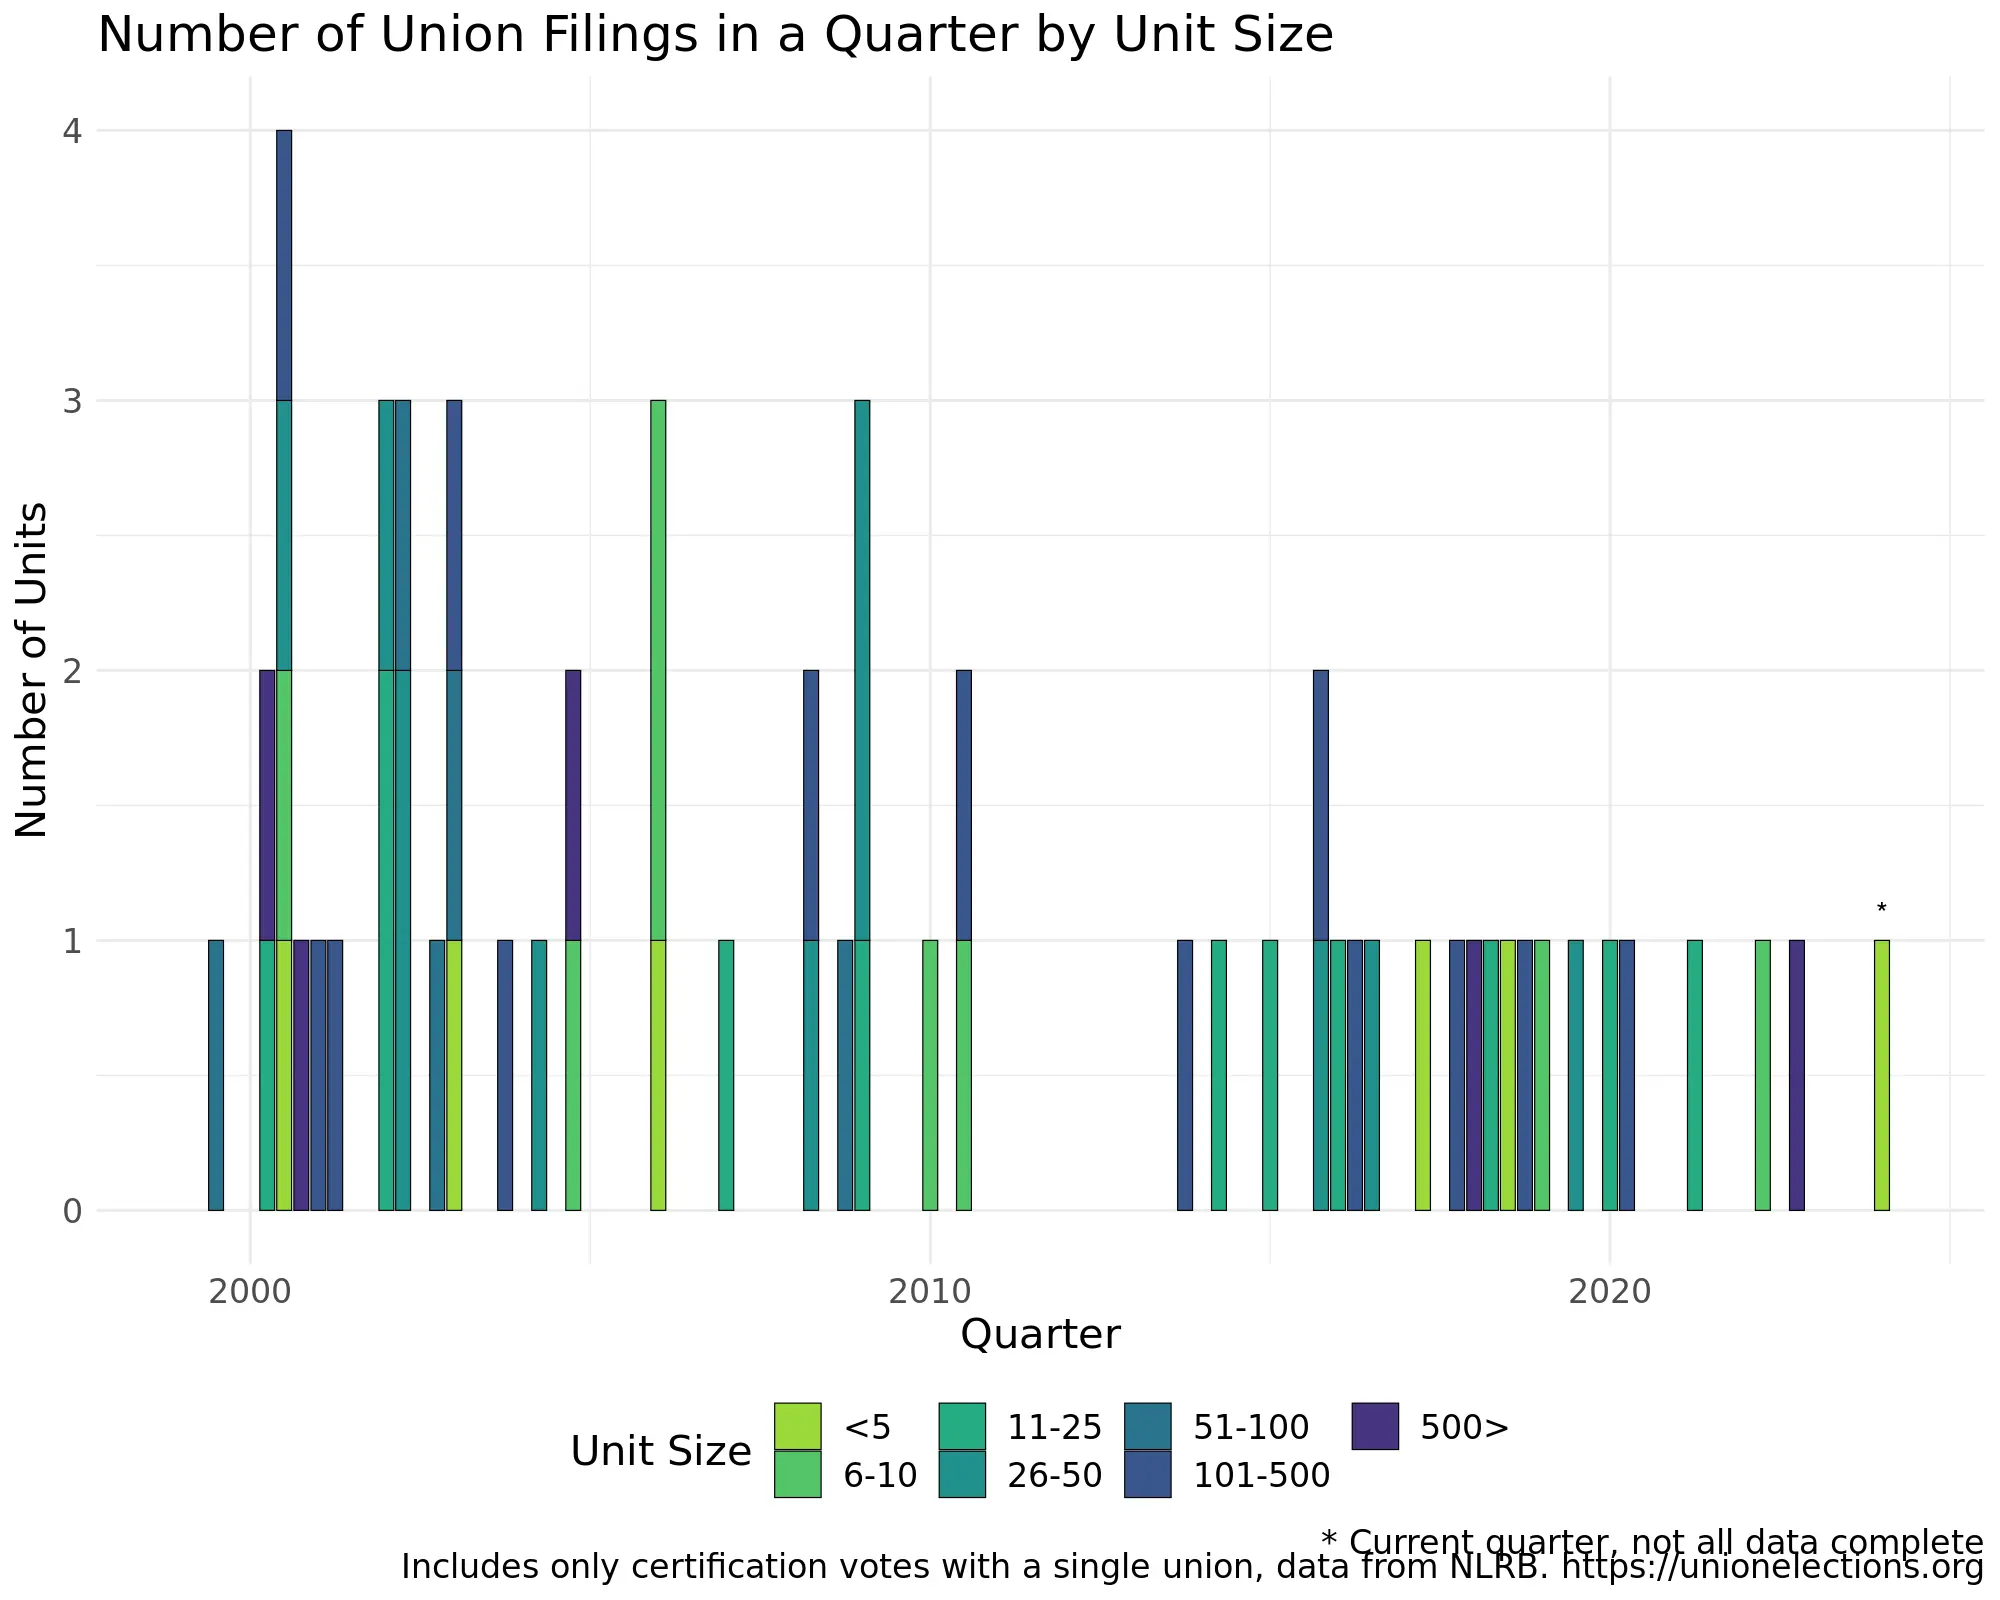 Number of Union Filings in a Quarter by Unit Size
Number of Units
4
3
2
1
0
*
2000 2010 2020
Quarter
Unit Size
<5 11-25 51-100 500>
6-10 26-50 101-500
* Current quarter, not all data complete
Includes only certification votes with a single union, data from NLRB. https://unionelections.org